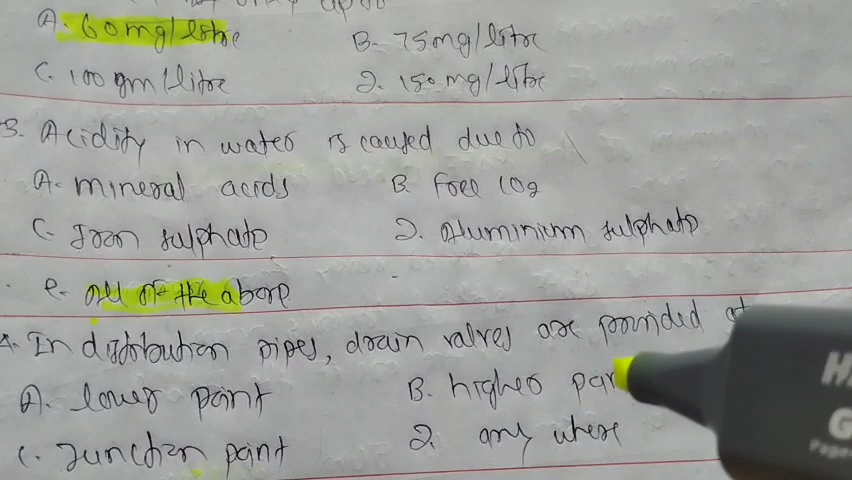 A. 60mg/litre B. 75mg/litre
C. 100 gm/litre D. 150 mg/litre
3. Acidity in water is caused due to
A. mineral acids B. Free CO2
C. Iron sulphate D. Aluminium sulphate
e. All of the above
4. In distribution pipes, drain valves are provided at
A. lower point B. higher
C. Junction point D. any where